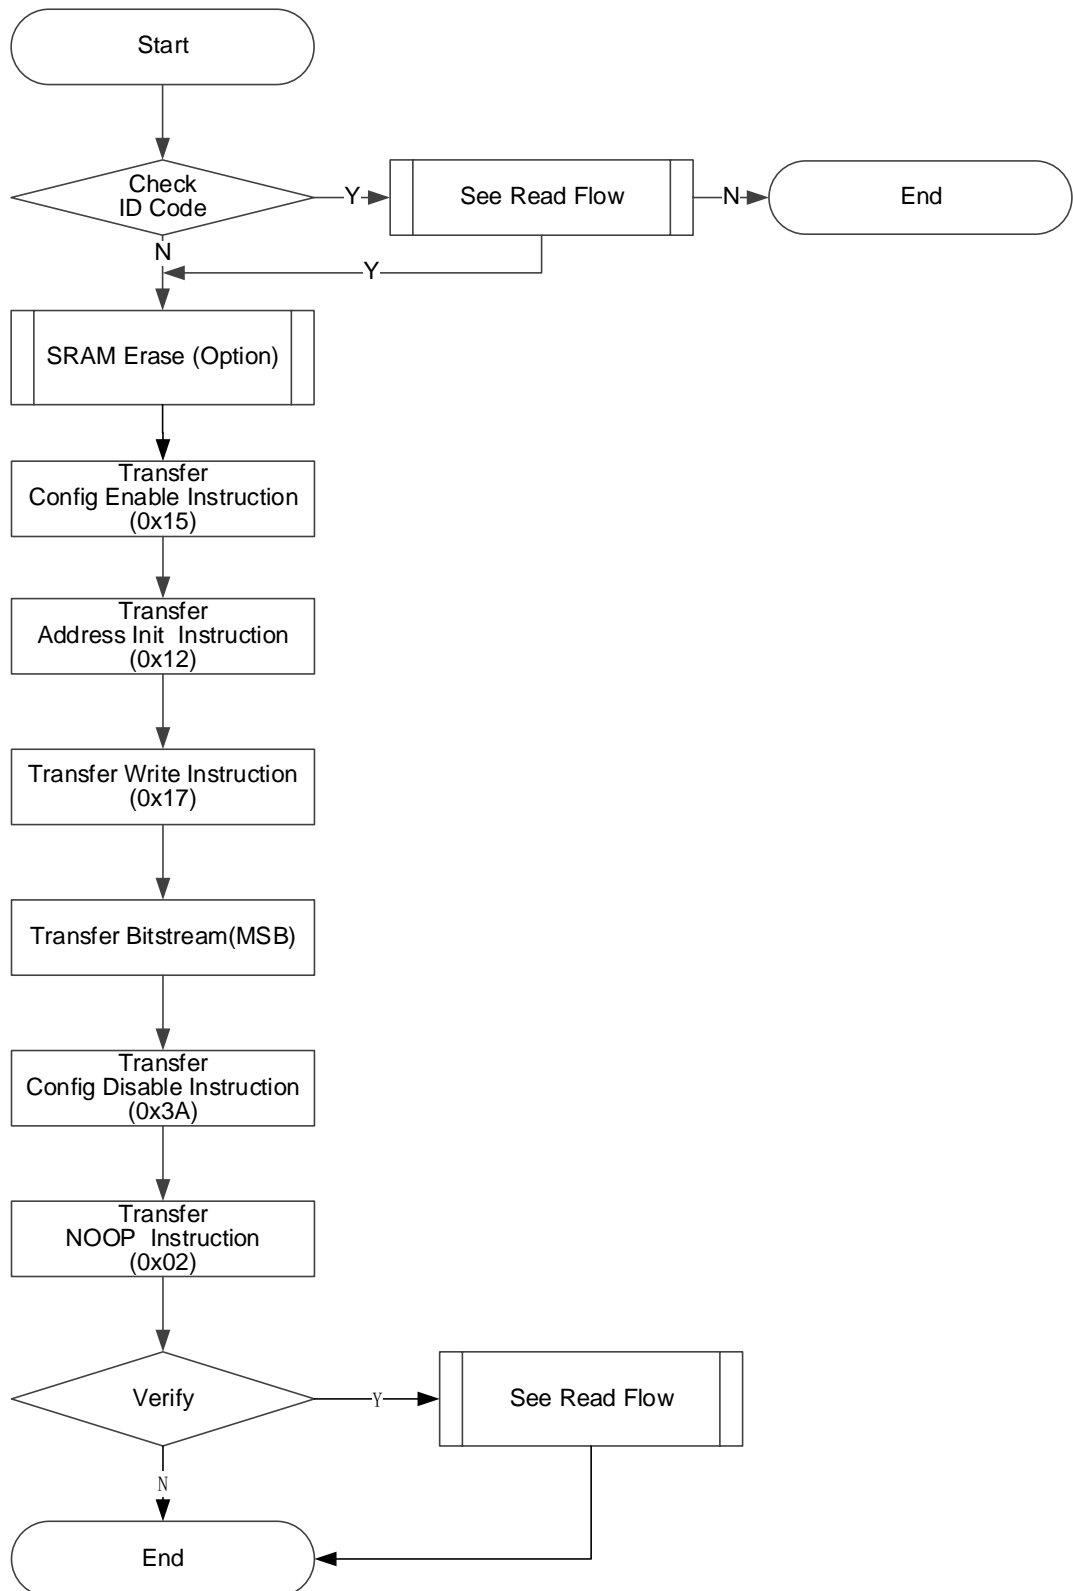 Start
Check
ID Code
Y
See Read Flow
N
End
N
Y
SRAM Erase (Option)
Transfer
Config Enable Instruction
(0x15)
Transfer
Address Init  Instruction
(0x12)
Transfer Write Instruction
(0x17)
Transfer Bitstream(MSB)
Transfer
Config Disable Instruction
(0x3A)
Transfer
NOOP  Instruction
(0x02)
Verify
Y
See Read Flow
N
End